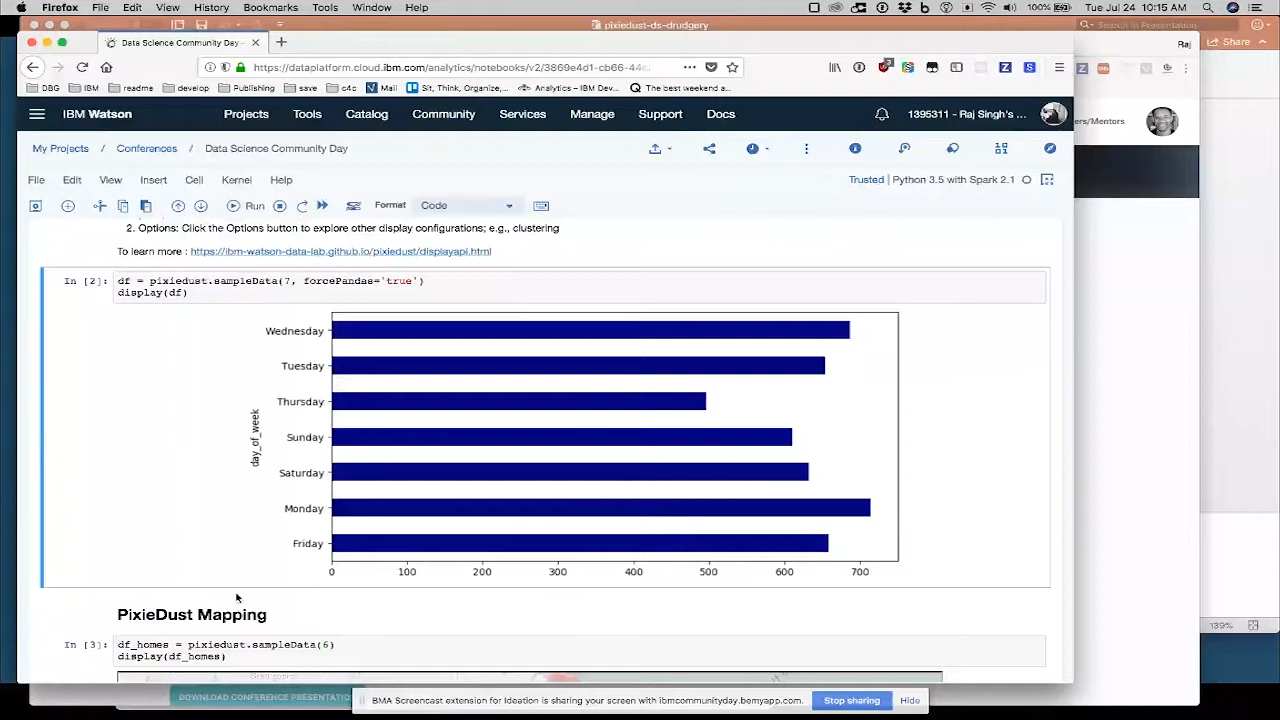 Firefox File Edit View History Bookmarks Tools Window Help 100% Tue Jul 24 10:15 AM
pixiedust-ds-drudgery Search in Presentation
Data Science Community Day - Raj Share
https://dataplatform.cloud.ibm.com/analytics/notebooks/v2/3869e4d1-cb66-44e
DBG IBM readme develop Publishing save c4c Mail Sit, Think, Organize,... Analytics – IBM Dev... The best weekend a...
IBM Watson Projects Tools Catalog Community Services Manage Support Docs 1395311 - Raj Singh's ... ers/Mentors
My Projects / Conferences / Data Science Community Day
File Edit View Insert Cell Kernel Help Trusted | Python 3.5 with Spark 2.1
Run Format Code
2. Options: Click the Options button to explore other display configurations; e.g., clustering
To learn more : https://ibm-watson-data-lab.github.io/pixiedust/displayapi.html
In [2]: df = pixiedust.sampleData(7, forcePandas='true')
display(df)
Wednesday
Tuesday
Thursday
Sunday
Saturday
Monday
Friday
day_of_week
0 100 200 300 400 500 600 700
PixieDust Mapping
In [3]: df_homes = pixiedust.sampleData(6)
display(df_homes)
139%
DOWNLOAD CONFERENCE PRESENTATIO
BMA Screencast extension for Ideation is sharing your screen with ibmcommunityday.bemyapp.com. Stop sharing Hide